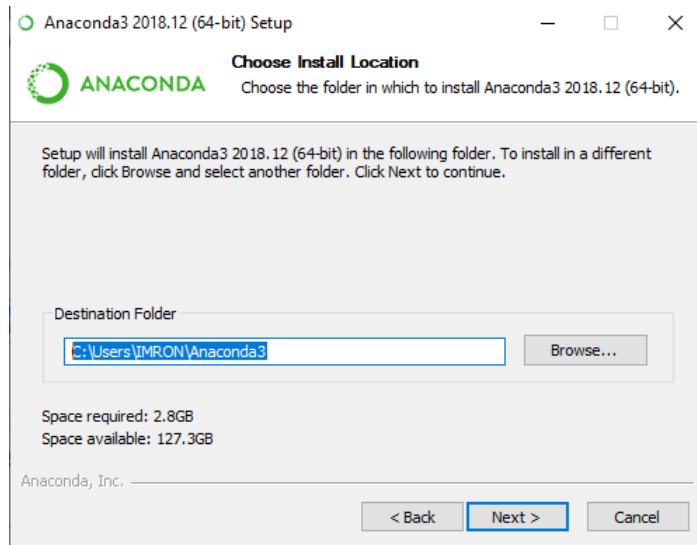 Anaconda3 2018.12 (64-bit) Setup
ANACONDA
Choose Install Location
Choose the folder in which to install Anaconda3 2018.12 (64-bit).
Setup will install Anaconda3 2018.12 (64-bit) in the following folder. To install in a different
folder, click Browse and select another folder. Click Next to continue.
Destination Folder
C:\Users\IMRON\Anaconda3
Browse...
Space required: 2.8GB
Space available: 127.3GB
Anaconda, Inc.
< Back
Next >
Cancel